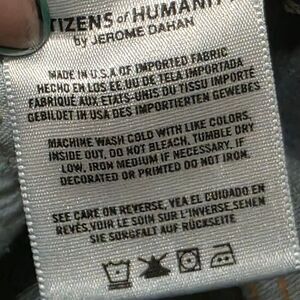 TIZENS of HUMANIT
by JEROME DAHAN
MADE IN U.S.A OF IMPORTED FABRIC
HECHO EN LOS EE.UU DE TELA IMPORTADA
FABRIQUÉ AUX ETATS-UNIS DU TISSU IMPORTÉ
GEBILDET IN USA DES IMPORTIERTEN GEWEBES
MACHINE WASH COLD WITH LIKE COLORS,
INSIDE OUT, DO NOT BLEACH, TUMBLE DRY
LOW, IRON MEDIUM IF NECESSARY. IF
DECORATED OR PRINTED DO NOT IRON.
SEE CARE ON REVERSE, VEA EL CUIDADO EN
REVÉS, VOIR LE SOIN SUR L'INVERSE, SEHEN
SIE SORGFALT AUF RÜCKSEITE